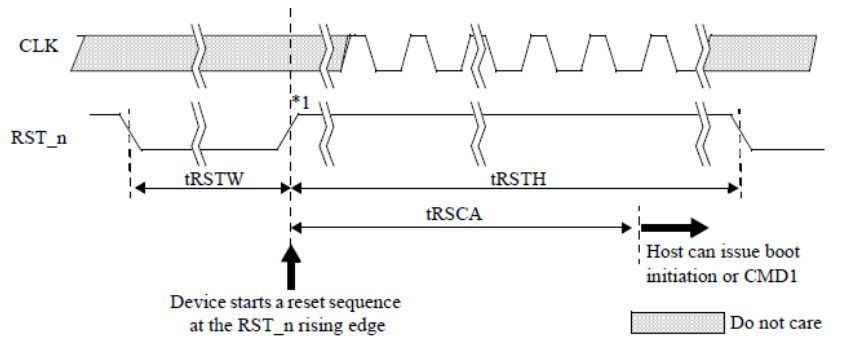 CLK
*1
RST_n
tRSTW
tRSTH
tRSCA
Host can issue boot
initiation or CMD1
Device starts a reset sequence
at the RST_n rising edge
Do not care